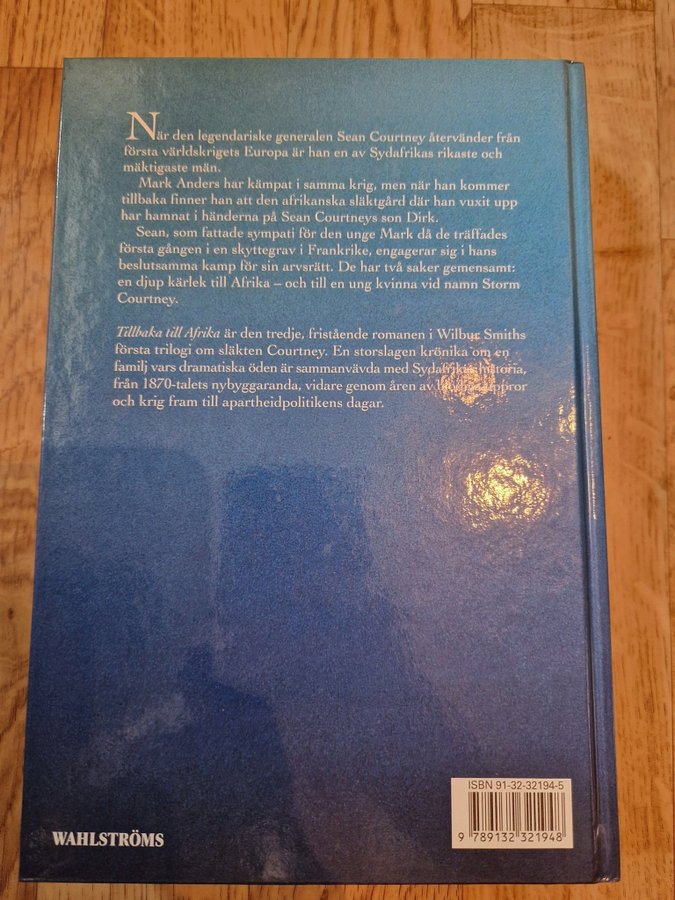 När den legendariske generalen Sean Courtney återvänder från
första världskrigets Europa är han en av Sydafrikas rikaste och
mäktigaste män.
Mark Anders har kämpat i samma krig, men när han kommer
tillbaka finner han att den afrikanska släktgård där han vuxit upp
har hamnat i händerna på Sean Courtneys son Dirk.
Sean, som fattade sympati för den unge Mark då de träffades
första gången i en skyttegrav i Frankrike, engagerar sig i hans
beslutsamma kamp för sin arvsrätt. De har två saker gemensamt:
en djup kärlek till Afrika – och till en ung kvinna vid namn Storm
Courtney.
Tillbaka till Afrika är den tredje, fristående romanen i Wilbur Smiths
första trilogi om släkten Courtney. En storslagen krönika om en
familj vars dramatiska öden är sammanvävda med Sydafrikas historia,
från 1870-talets nybyggaranda, vidare genom åren av uppror
och krig fram till apartheidpolitikens dagar.
ISBN 91-32-32194-5
9 789132 321948
WAHLSTRÖMS